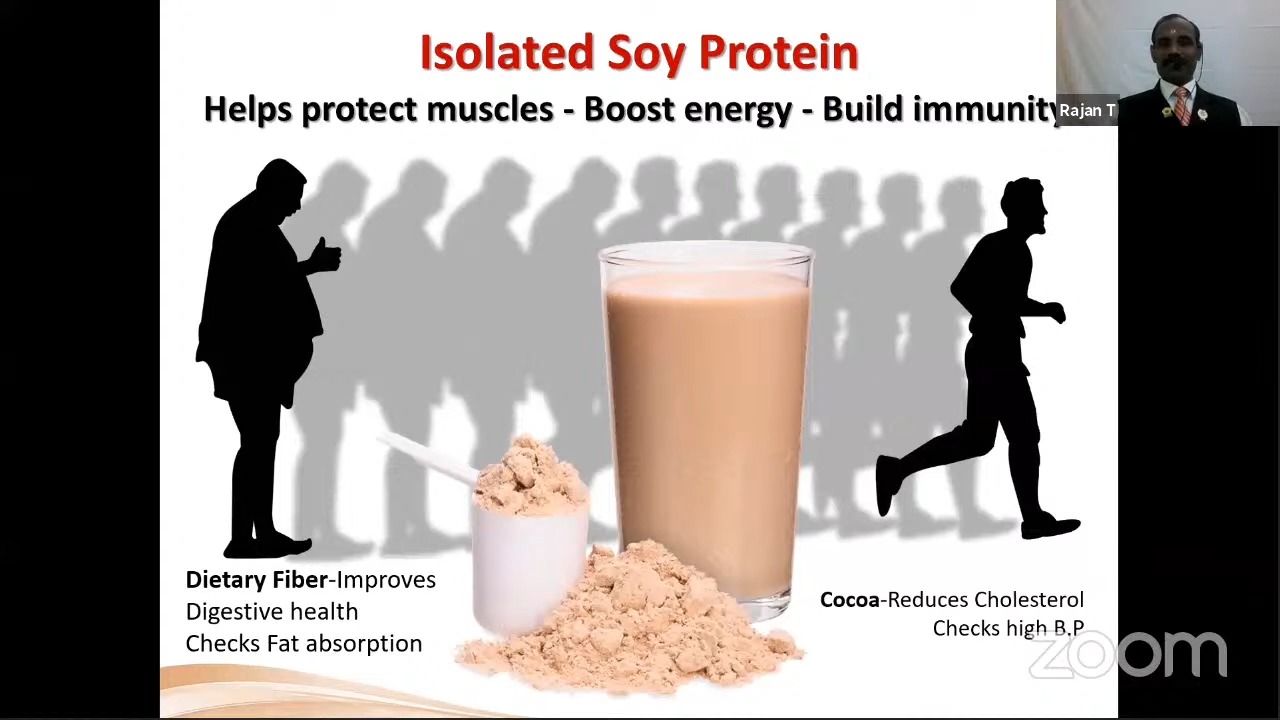 Isolated Soy Protein
Helps protect muscles - Boost energy - Build immunity
Rajan T
Dietary Fiber-Improves
Digestive health
Checks Fat absorption
Cocoa-Reduces Cholesterol
Checks high B.P
zoom